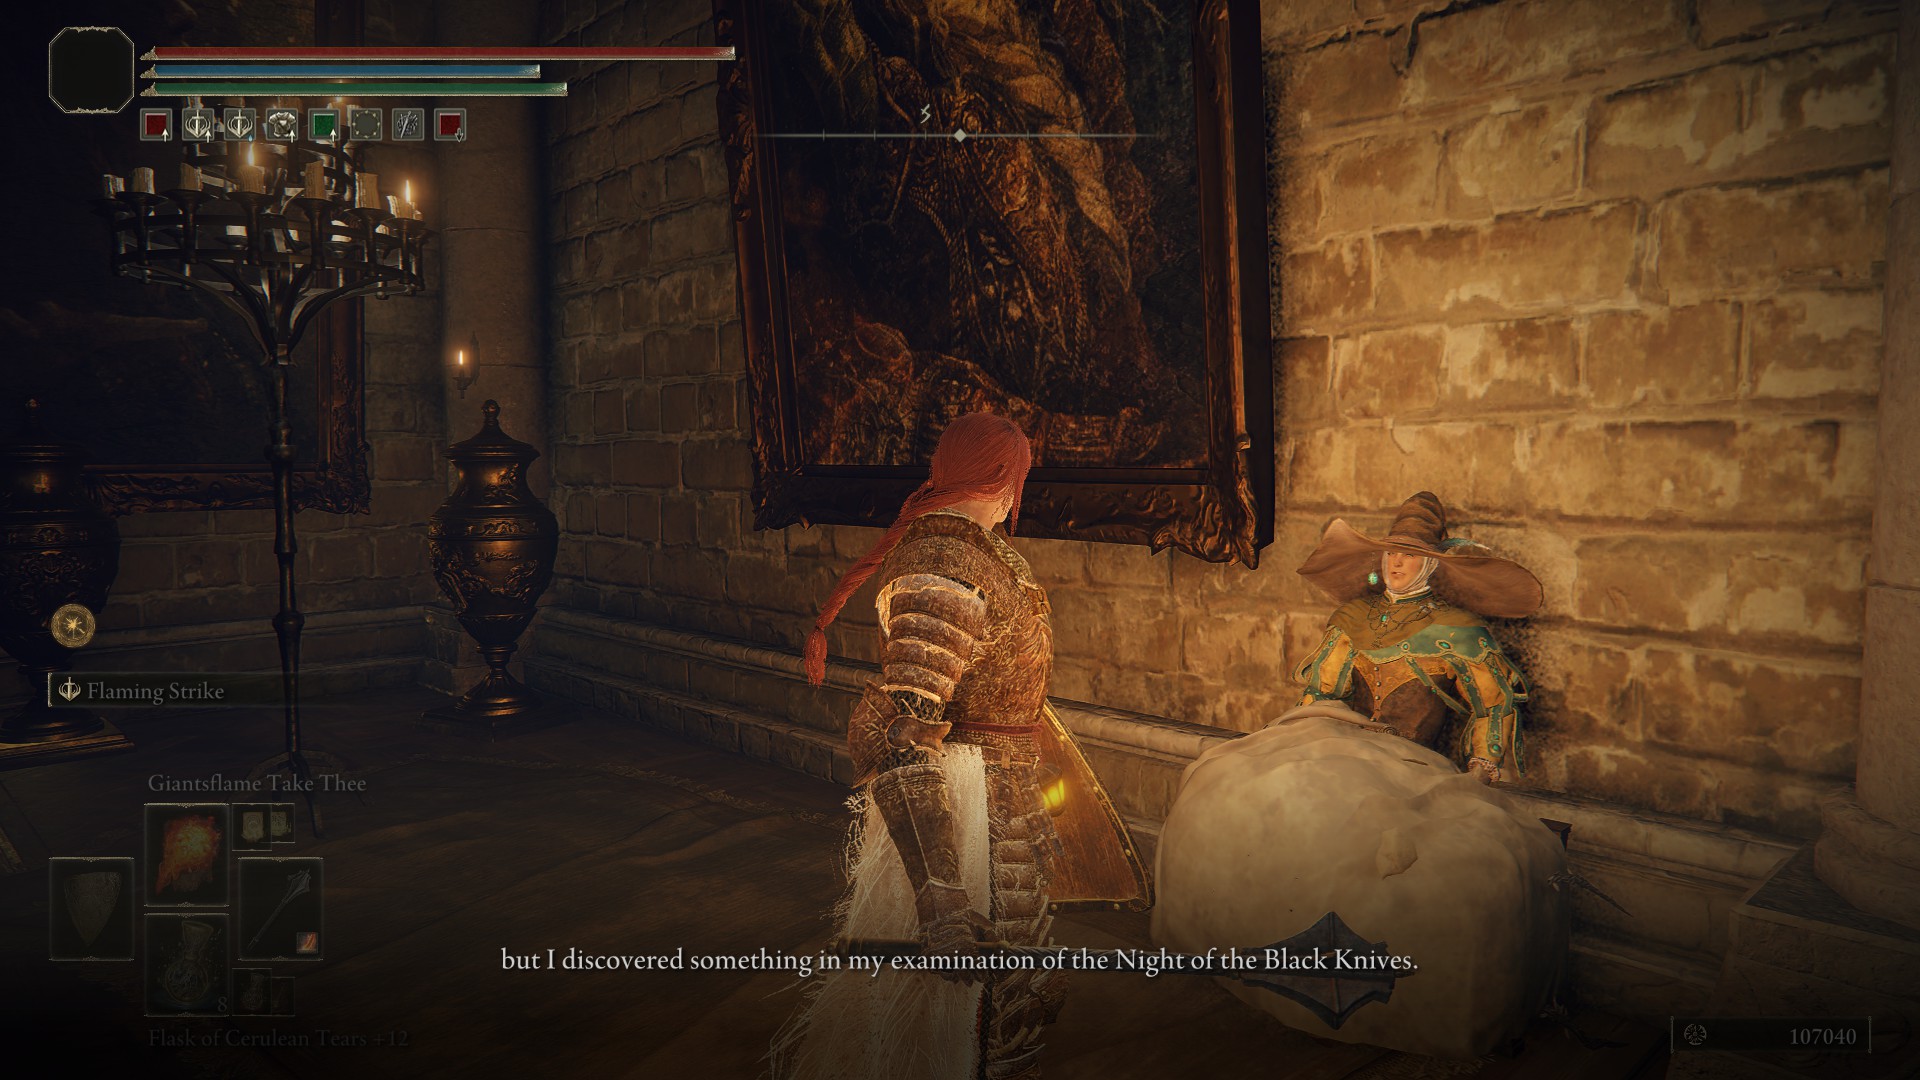 Flaming Strike
Giantsflame Take Thee
8
Flask of Cerulean Tears +12
but I discovered something in my examination of the Night of the Black Knives.
107040